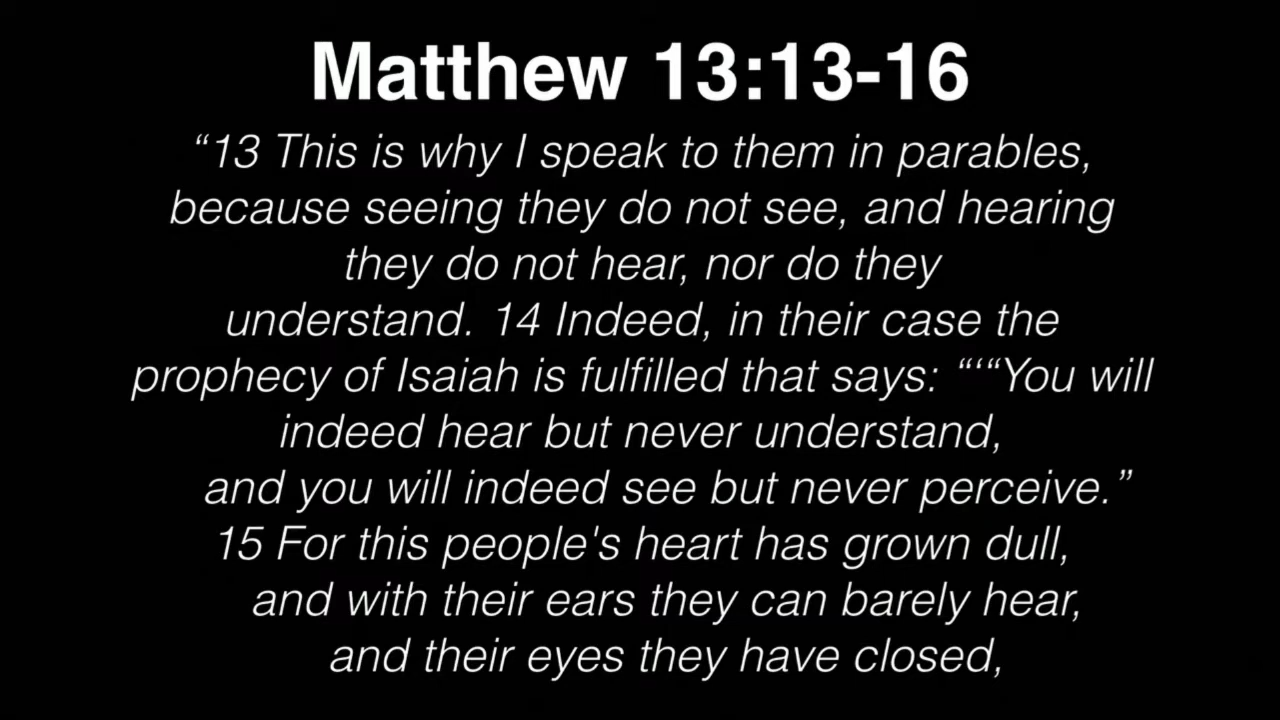 Matthew 13:13-16
“13 This is why I speak to them in parables,
because seeing they do not see, and hearing
they do not hear, nor do they
understand. 14 Indeed, in their case the
prophecy of Isaiah is fulfilled that says: “‘“You will
indeed hear but never understand,
and you will indeed see but never perceive.”
15 For this people's heart has grown dull,
and with their ears they can barely hear,
and their eyes they have closed,